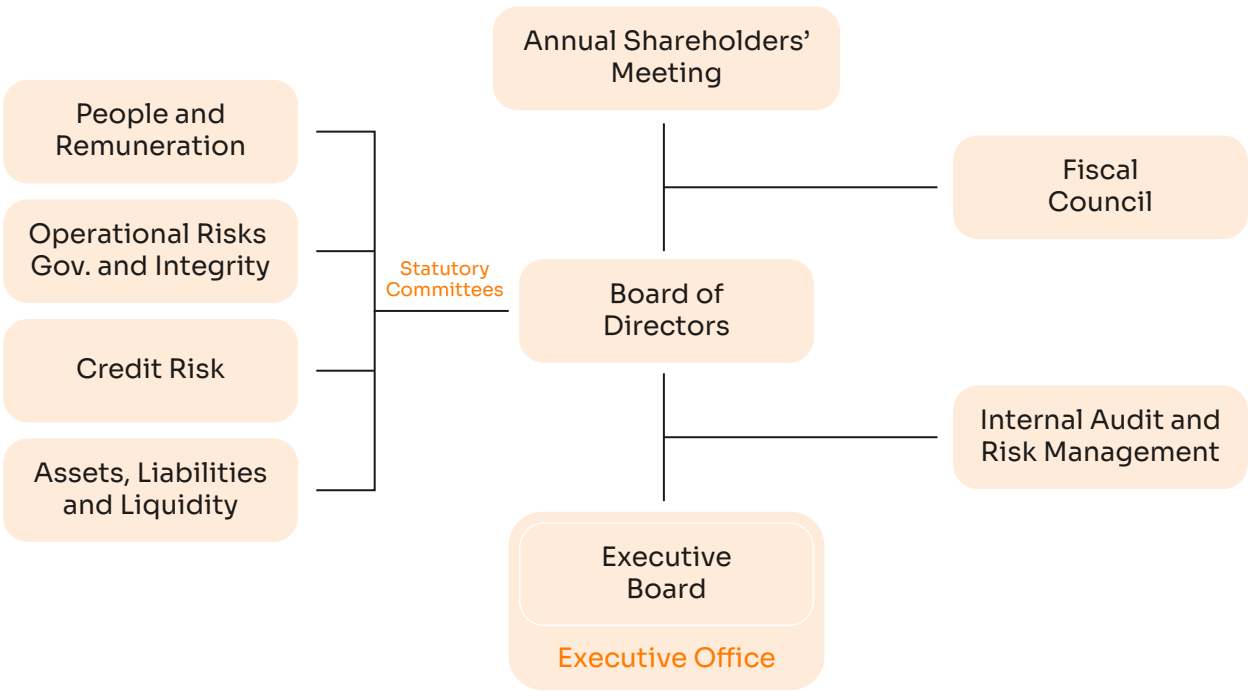 Annual Shareholders’
Meeting
People and
Remuneration
Fiscal
Council
Operational Risks
Gov. and Integrity
Statutory
Committees
Board of
Directors
Credit Risk
Internal Audit and
Risk Management
Assets, Liabilities
and Liquidity
Executive
Board
Executive Office